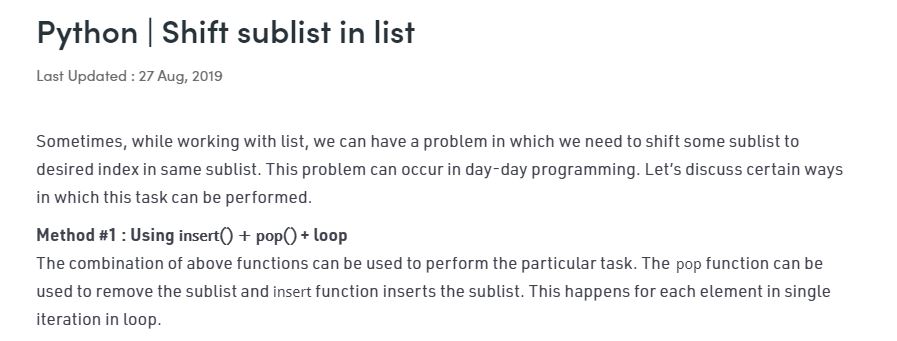 Python | Shift sublist in list
Last Updated : 27 Aug, 2019
Sometimes, while working with list, we can have a problem in which we need to shift some sublist to
desired index in same sublist. This problem can occur in day-day programming. Let’s discuss certain ways
in which this task can be performed.
Method #1 : Using insert() + pop() + loop
The combination of above functions can be used to perform the particular task. The pop function can be
used to remove the sublist and insert function inserts the sublist. This happens for each element in single
iteration in loop.